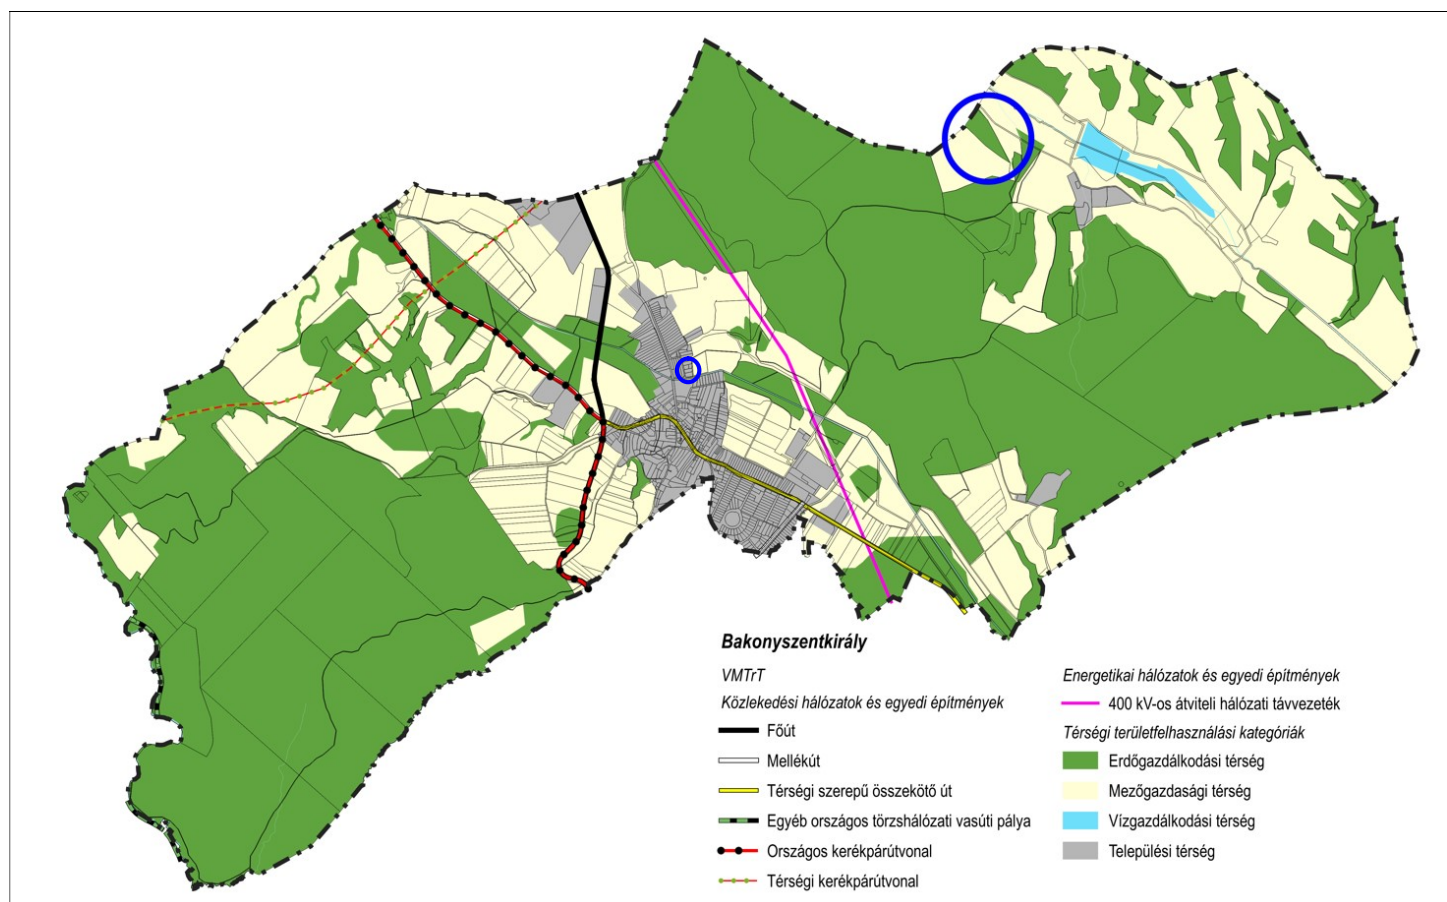 Bakonyszentkirály
VMTrT
Közlekedési hálózatok és egyedi építmények
Főút
Mellékút
Térségi szerepű összekötő út
Egyéb országos törzshálózati vasúti pálya
Országos kerékpárútvonal
Térségi kerékpárútvonal
Energetikai hálózatok és egyedi építmények
400 kV-os átviteli hálózati távvezeték
Térségi területfelhasználási kategóriák
Erdőgazdálkodási térség
Mezőgazdasági térség
Vízgazdálkodási térség
Települési térség